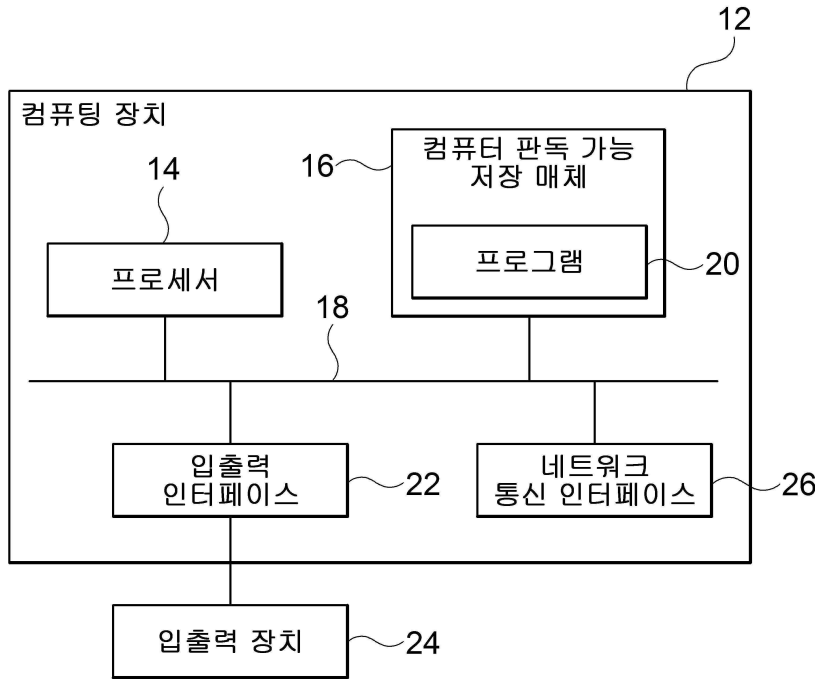 12
컴퓨팅 장치
14
16
컴퓨터 판독 가능
저장 매체
프로세서
프로그램
20
18
입출력
인터페이스
22
네트워크
통신 인터페이스
26
입출력 장치
24